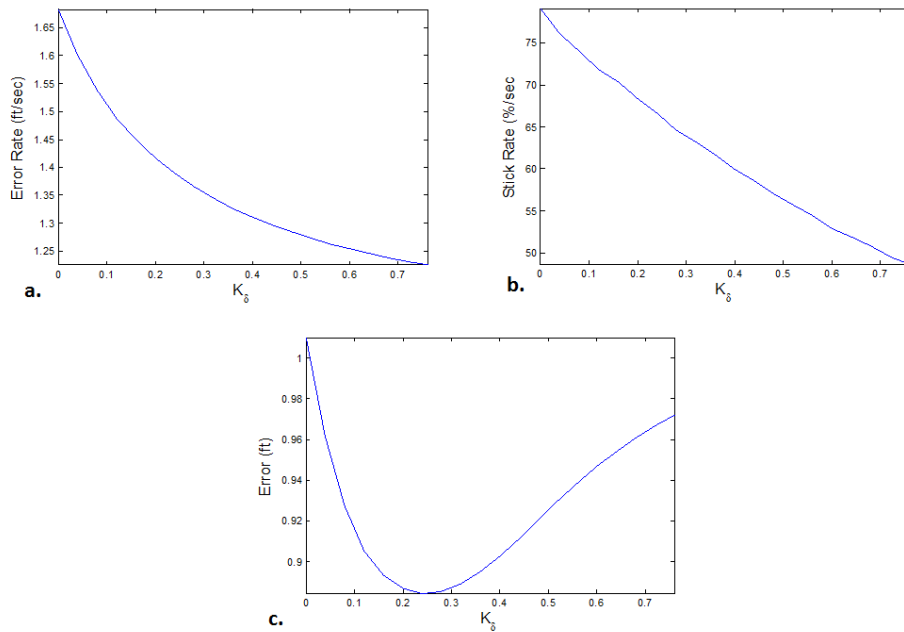 1.65
1.6
1.55
1.5
1.45
1.4
1.35
1.3
1.25
Error Rate (ft/sec)
0 0.1 0.2 0.3 0.4 0.5 0.6 0.7
K_δ
a.
75
70
65
60
55
50
Stick Rate (%/sec)
0 0.1 0.2 0.3 0.4 0.5 0.6 0.7
K_δ
b.
1
0.98
0.96
0.94
0.92
0.9
Error (ft)
0 0.1 0.2 0.3 0.4 0.5 0.6 0.7
K_δ
c.